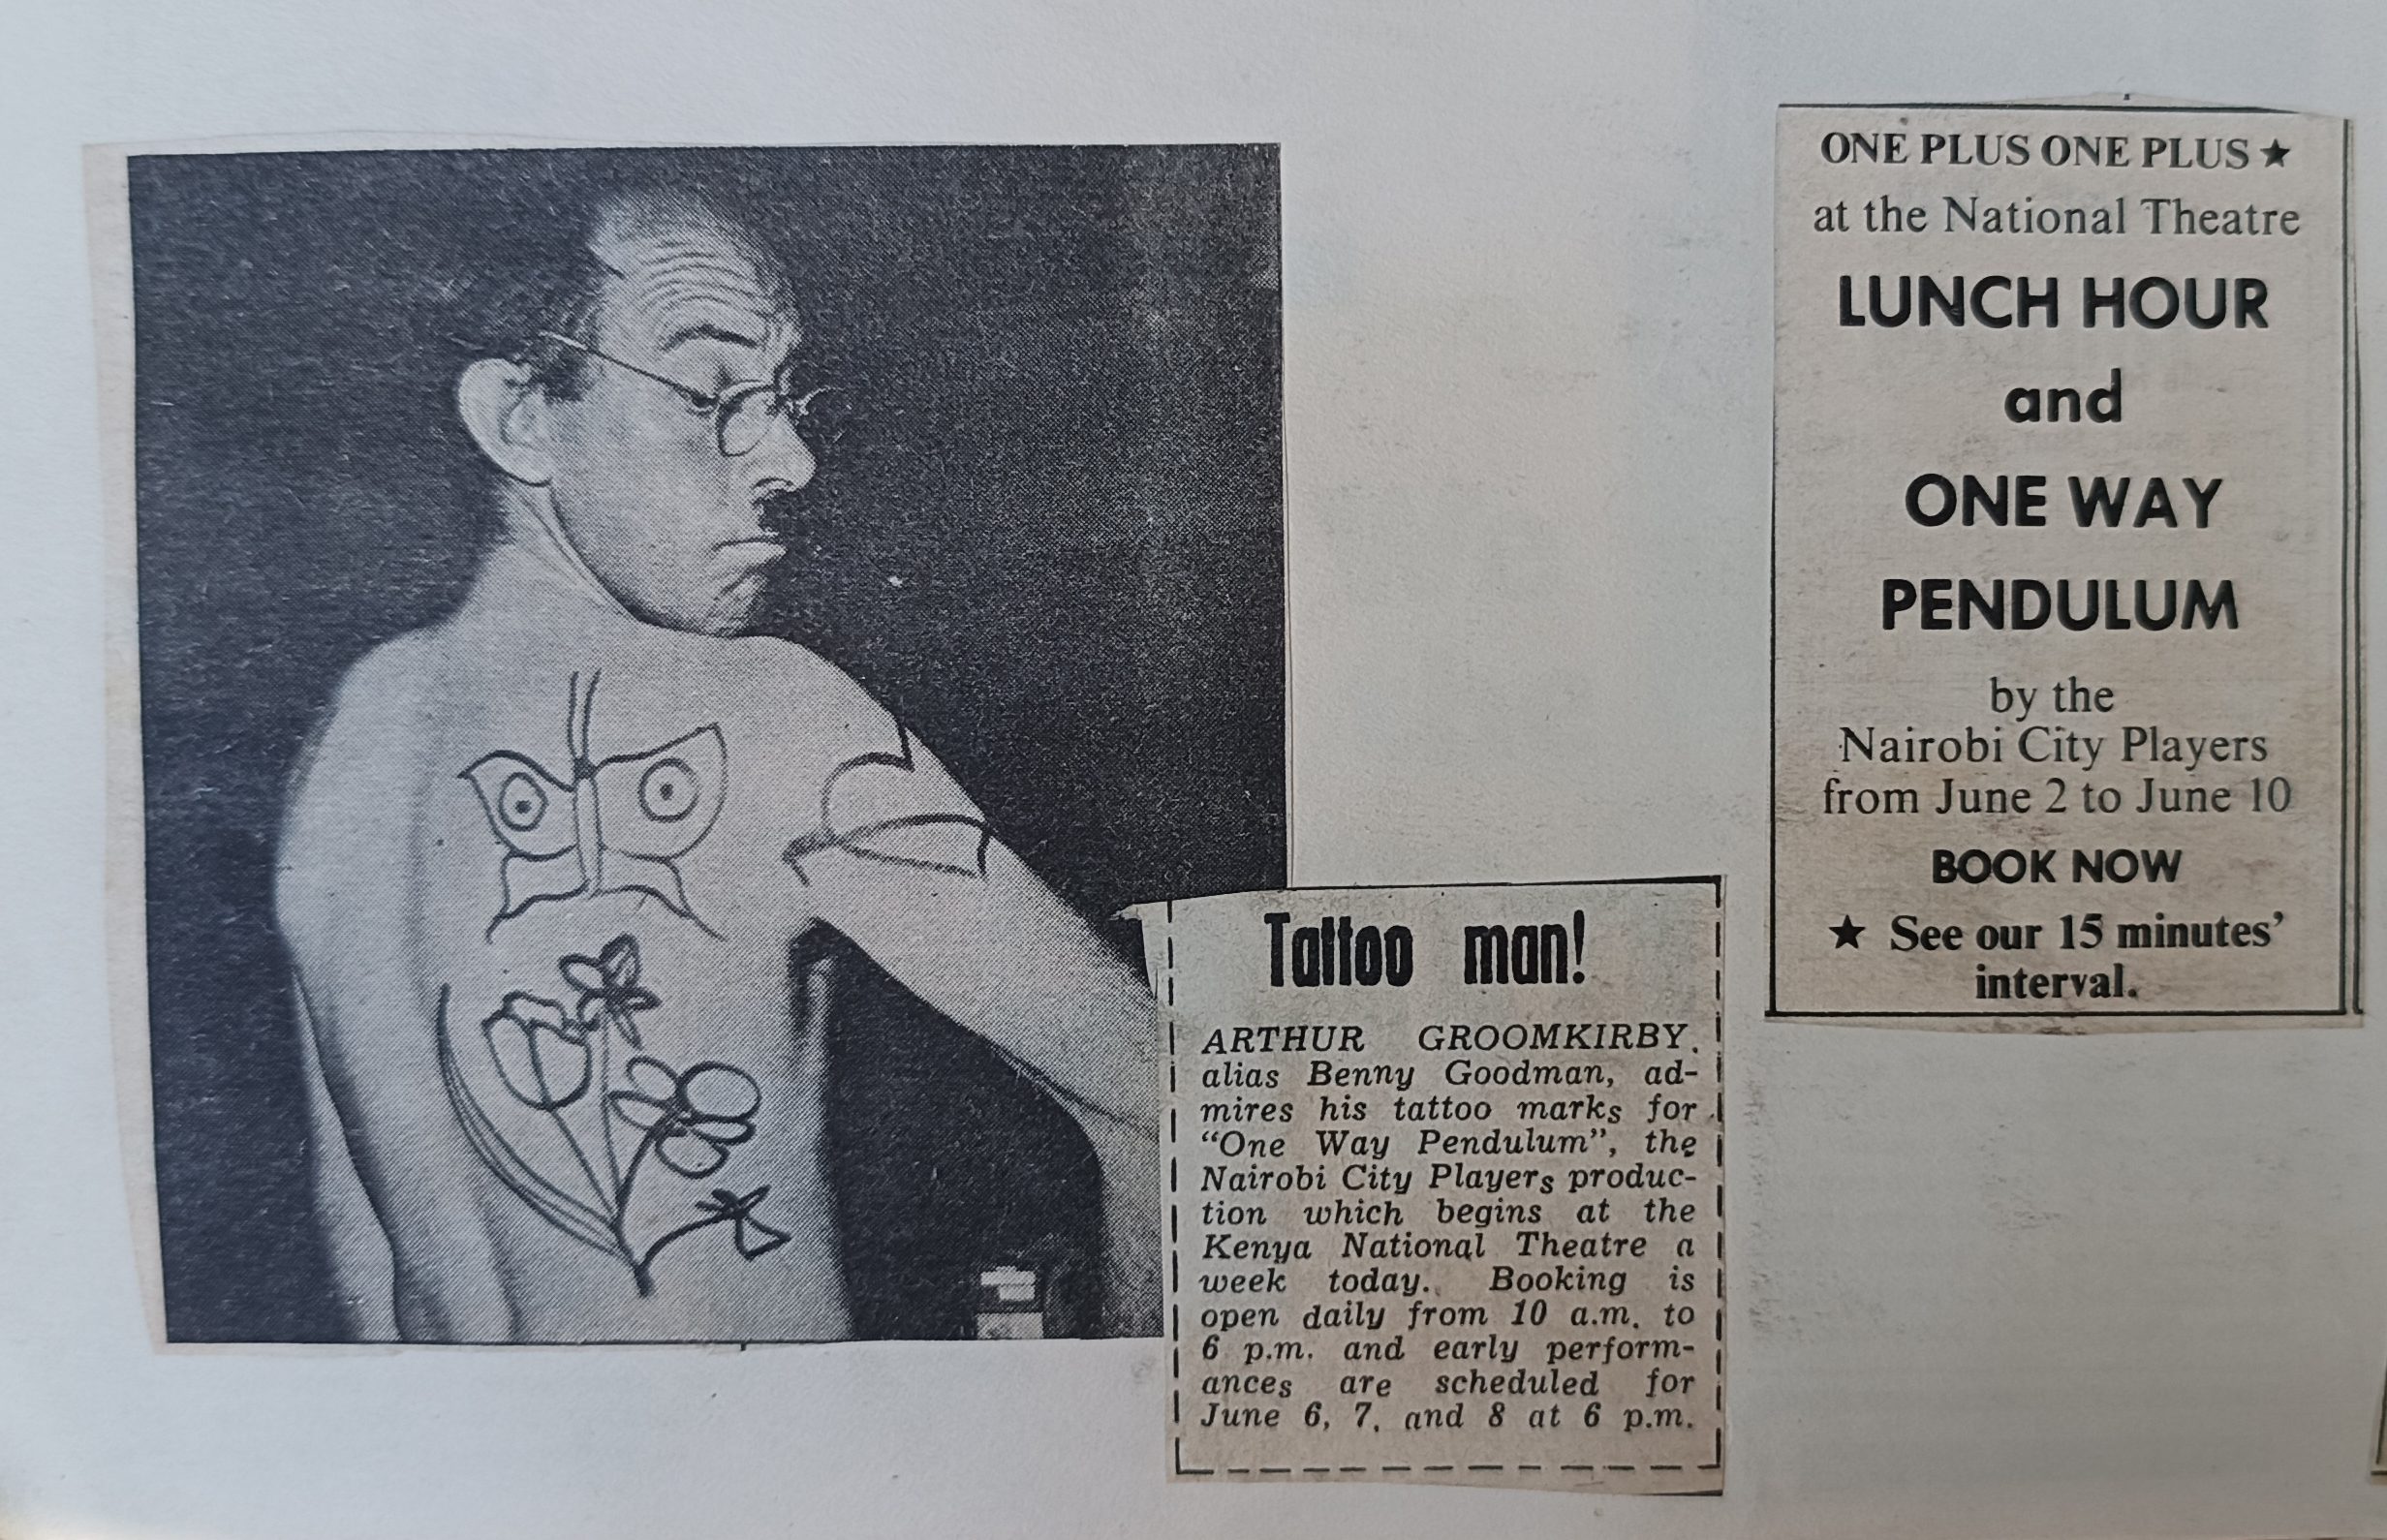 Tattoo man!
ARTHUR GROOMKIRBY,
alias Benny Goodman, ad-
mires his tattoo marks for
“One Way Pendulum”, the
Nairobi City Players produc-
tion which begins at the
Kenya National Theatre a
week today. Booking is
open daily from 10 a.m. to
6 p.m. and early perform-
ances are scheduled for
June 6, 7, and 8 at 6 p.m.
ONE PLUS ONE PLUS ★
at the National Theatre
LUNCH HOUR
and
ONE WAY
PENDULUM
by the
Nairobi City Players
from June 2 to June 10
BOOK NOW
★ See our 15 minutes’
interval.